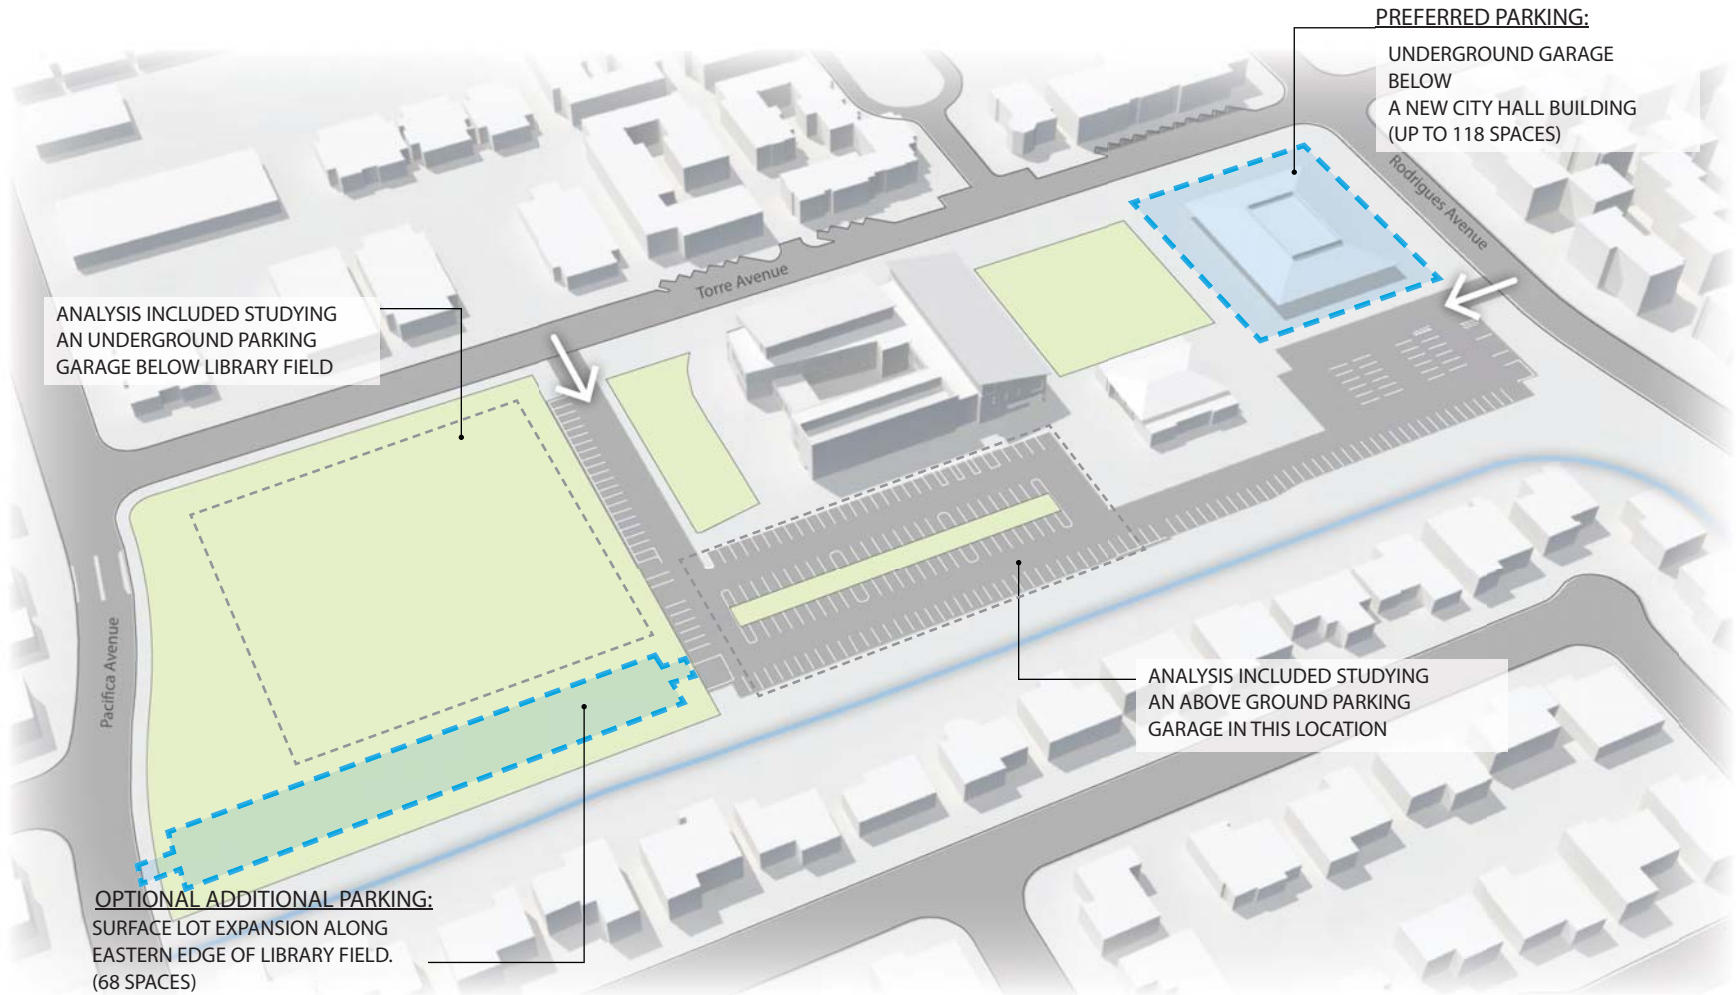 PREFERRED PARKING:
UNDERGROUND GARAGE
BELOW
A NEW CITY HALL BUILDING
(UP TO 118 SPACES)
Rodrigues Avenue
Torre Avenue
ANALYSIS INCLUDED STUDYING
AN UNDERGROUND PARKING
GARAGE BELOW LIBRARY FIELD
Pacifica Avenue
ANALYSIS INCLUDED STUDYING
AN ABOVE GROUND PARKING
GARAGE IN THIS LOCATION
OPTIONAL ADDITIONAL PARKING:
SURFACE LOT EXPANSION ALONG
EASTERN EDGE OF LIBRARY FIELD.
(68 SPACES)